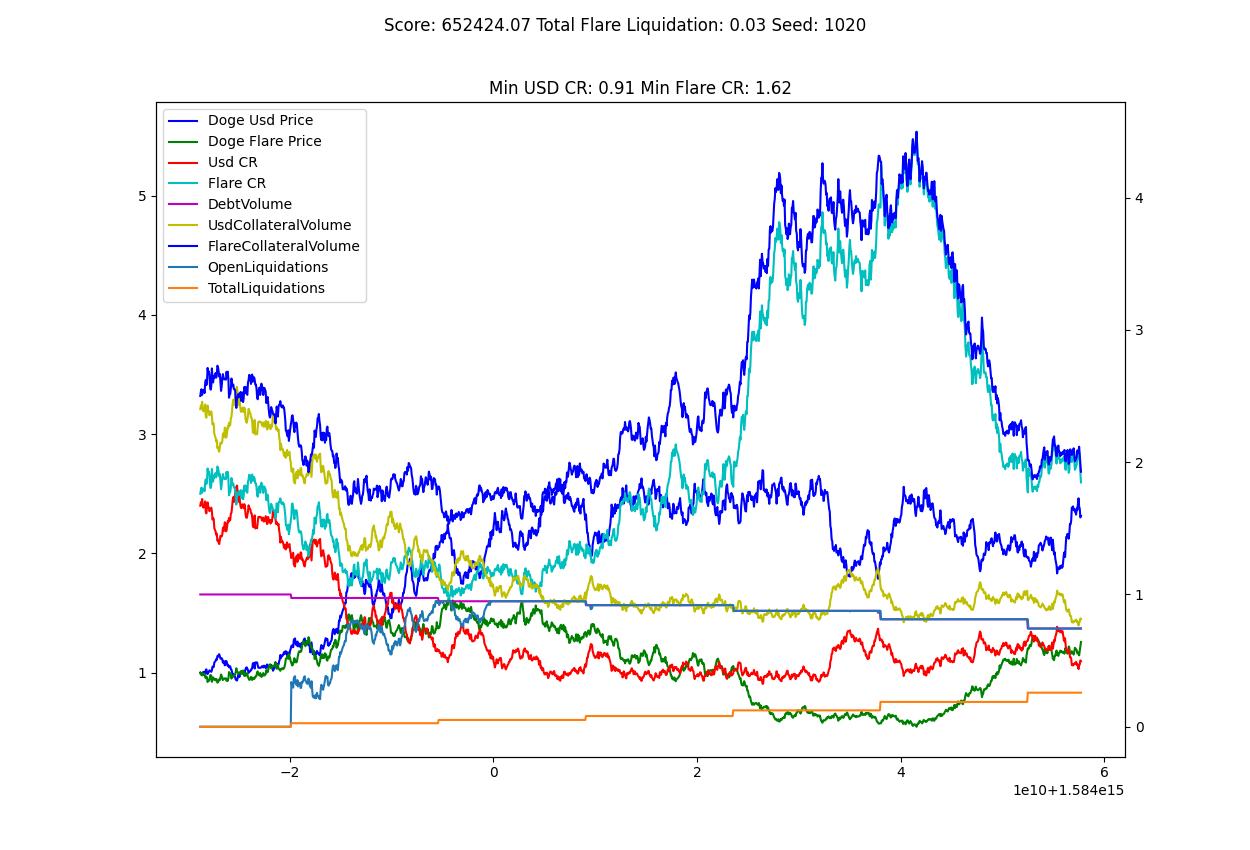 Score: 652424.07 Total Flare Liquidation: 0.03 Seed: 1020
Min USD CR: 0.91 Min Flare CR: 1.62
Doge Usd Price
Doge Flare Price
Usd CR
Flare CR
DebtVolume
UsdCollateralVolume
FlareCollateralVolume
OpenLiquidations
TotalLiquidations
5
4
3
2
1
4
3
2
1
0
−2
0
2
4
6
1e10+1.584e15